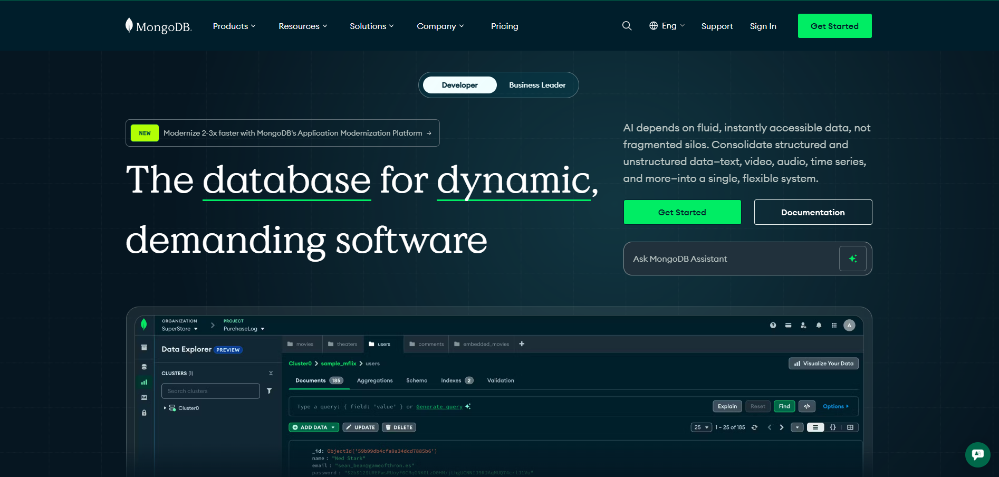 MongoDB.
Products
Resources
Solutions
Company
Pricing
Eng
Support
Sign In
Get Started
Developer
Business Leader
NEW
Modernize 2-3x faster with MongoDB's Application Modernization Platform →
The database for dynamic,
demanding software
AI depends on fluid, instantly accessible data, not
fragmented silos. Consolidate structured and
unstructured data—text, video, audio, time series,
and more—into a single, flexible system.
Get Started
Documentation
Ask MongoDB Assistant
ORGANIZATION
SuperStore
PROJECT
PurchaseLog
A
Data Explorer PREVIEW
CLUSTERS (1)
Search clusters
Cluster0
movies
theaters
users
comments
embedded_movies
+
Cluster0 > sample_mflix > users
Visualize Your Data
Documents 185
Aggregations
Schema
Indexes 2
Validation
Type a query: { field: 'value' } or Generate query
Explain
Reset
Find
</>
Options
ADD DATA
UPDATE
DELETE
25
1 – 25 of 185
{}
_id: ObjectId('59b99db4cfa9a34dcd7885b6')
name: "Ned Stark"
email: "sean_bean@gameofthron.es"
password: